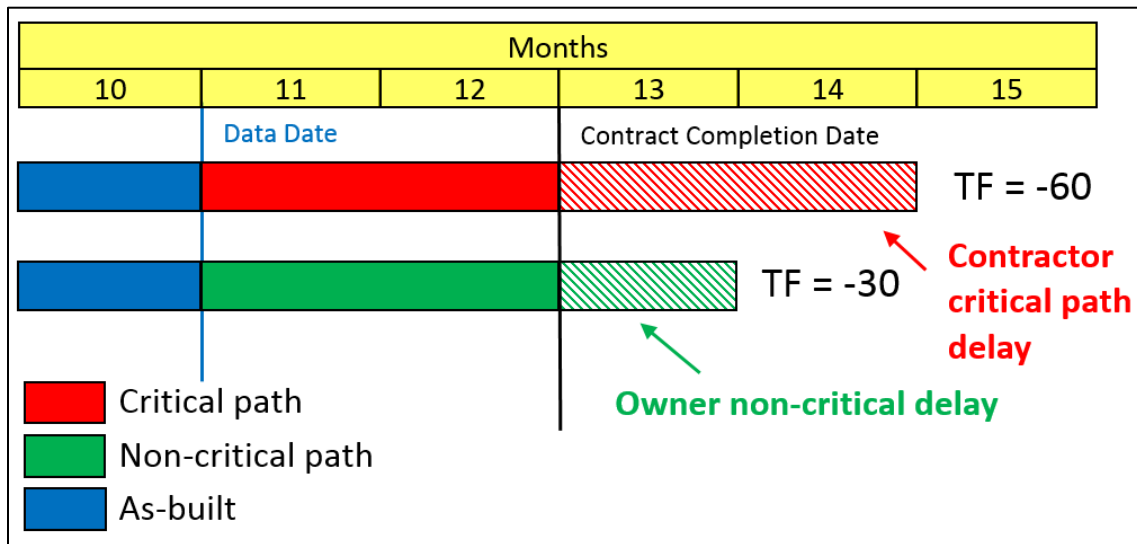 Months
10 11 12 13 14 15
Data Date
Contract Completion Date
TF = -60
Contractor
critical path
delay
TF = -30
Owner non-critical delay
Critical path
Non-critical path
As-built